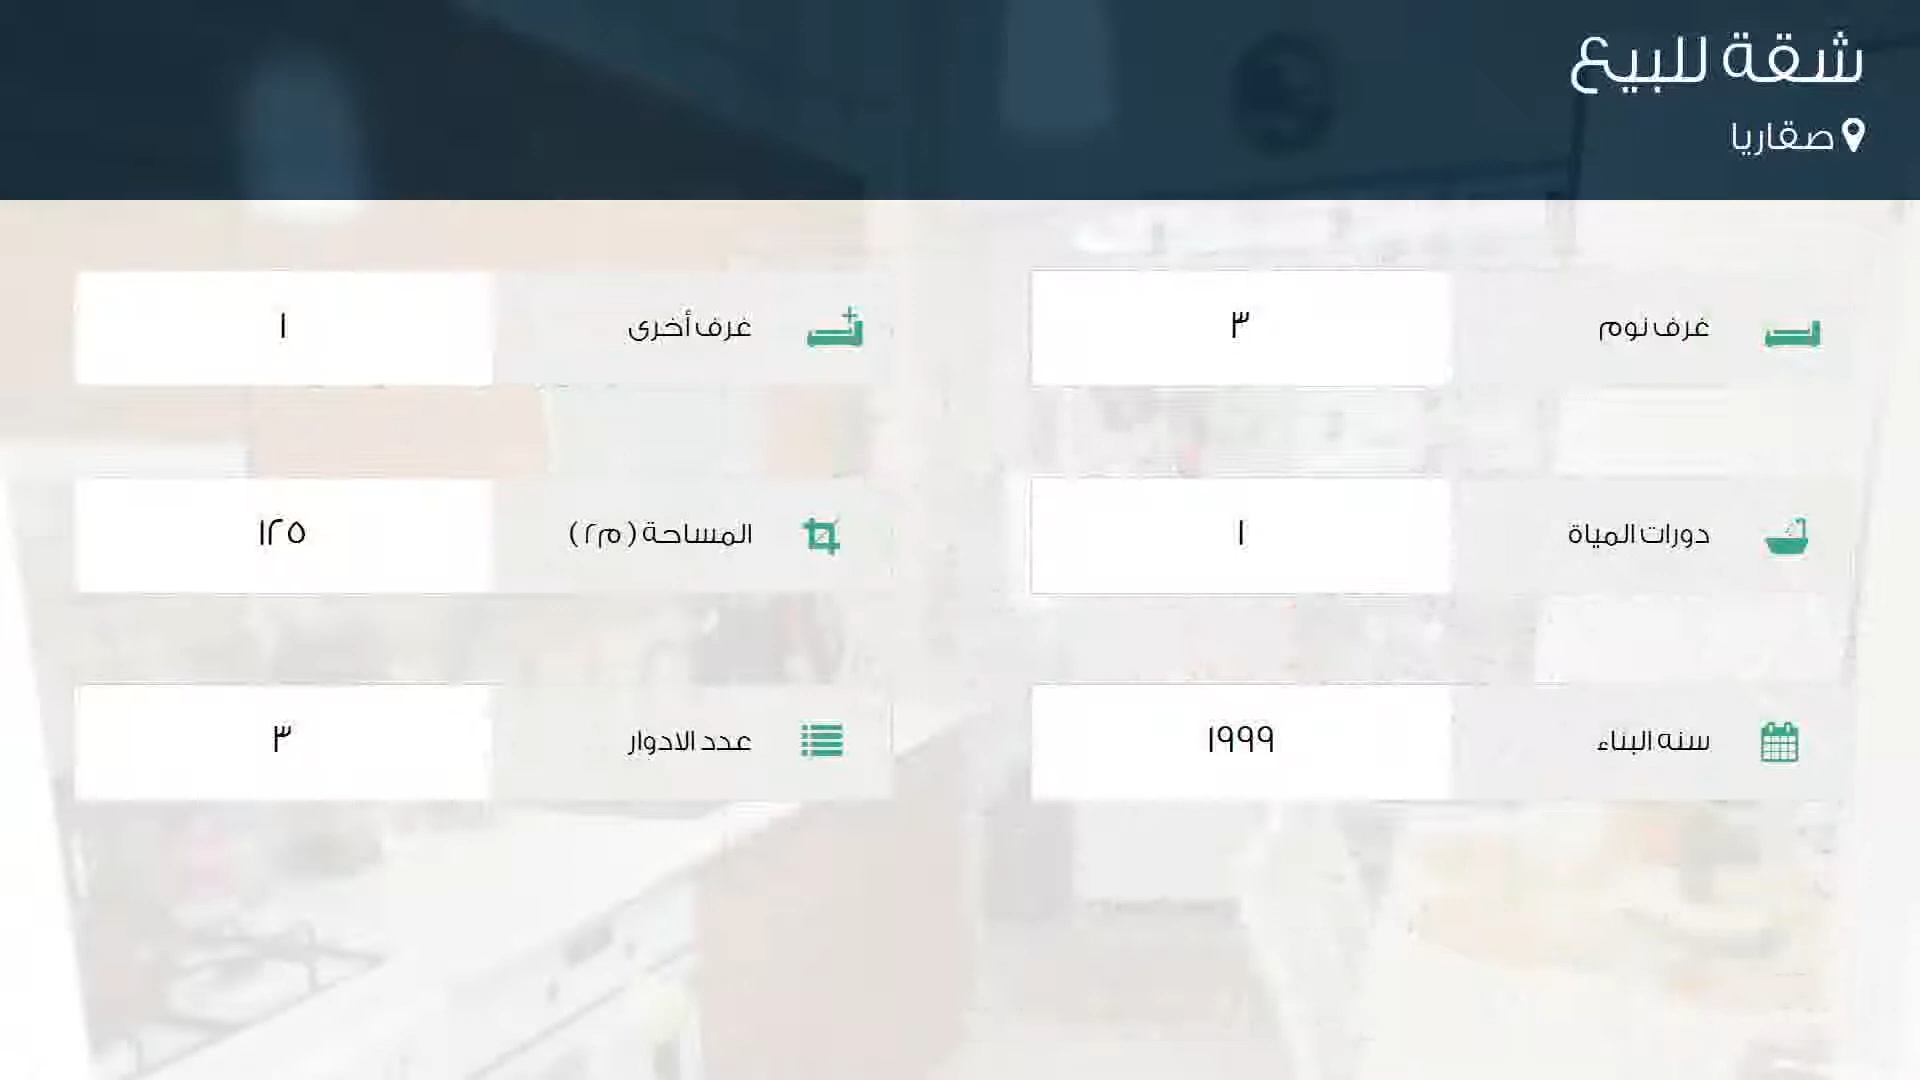 شقة للبيع
صقاريا
غرف نوم
٣
غرف أخرى
١
دورات المياة
١
المساحة (م٢)
١٢٥
سنه البناء
١٩٩٩
عدد الادوار
٣